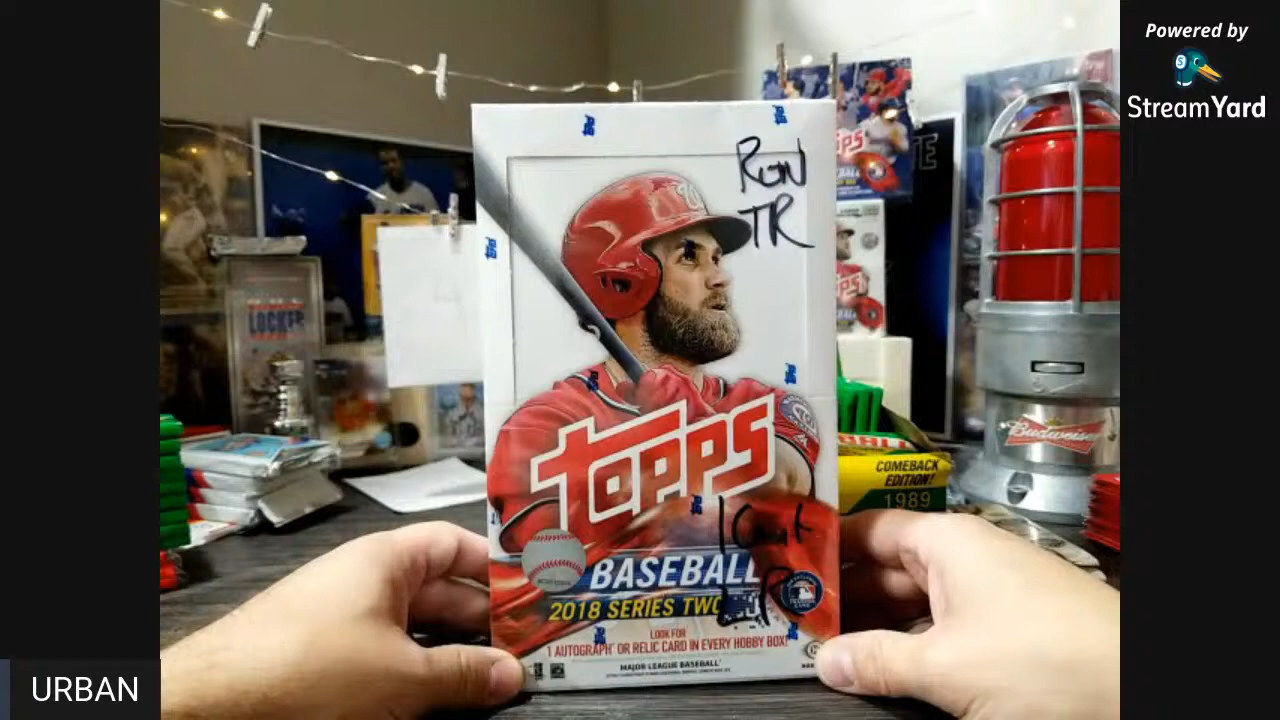 Powered by
StreamYard
RON
TR
TOPPS
BASEBALL
2018 SERIES TWO
LOOK FOR
1 AUTOGRAPH OR RELIC CARD IN EVERY HOBBY BOX!
MAJOR LEAGUE BASEBALL
LOCKER
Budweiser
COMEBACK
EDITION!
1989
URBAN